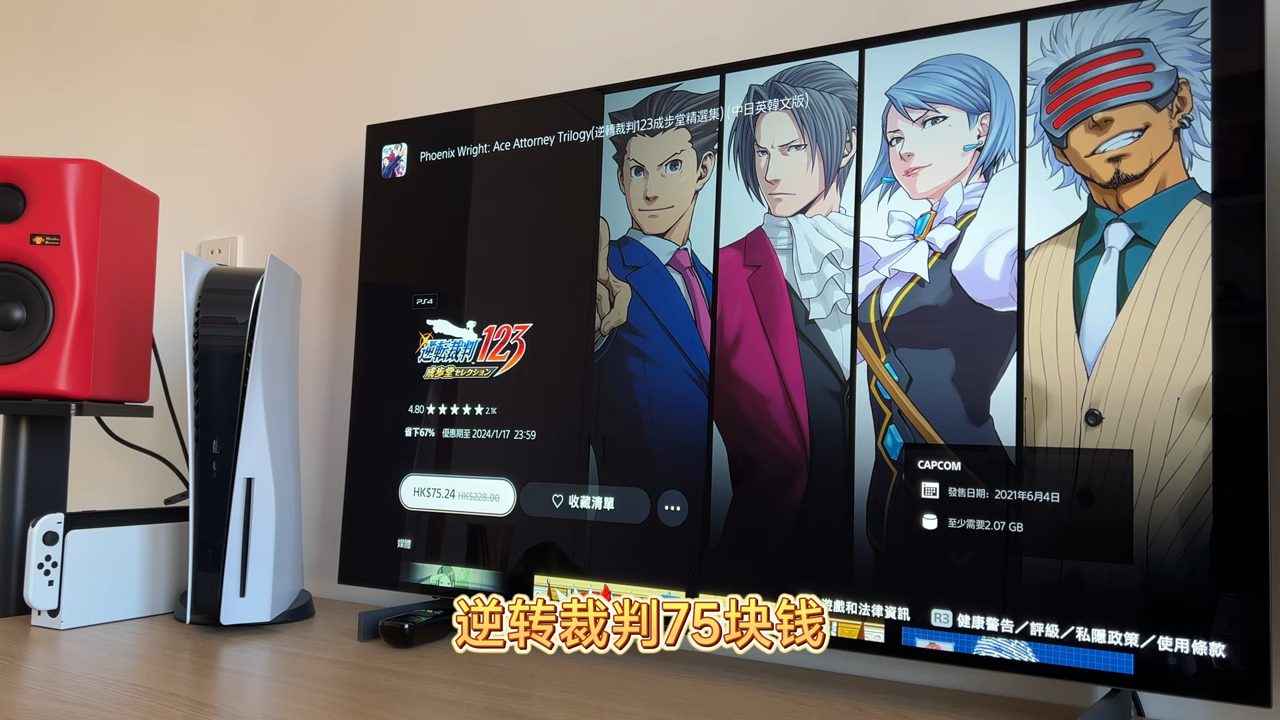 Phoenix Wright: Ace Attorney Trilogy(逆轉裁判123成步堂精選集) (中日英韓文版)
PS4
逆転裁判123
成歩堂セレクション
4.80 ★★★★★ 2.1K
省下67% 優惠期至 2024/1/17 23:59
HK$75.24 HK$228.00
收藏清單
媒體
CAPCOM
發售日期：2021年6月4日
至少需要2.07 GB
遊戲和法律資訊
R3 健康警告／評級／私隱政策／使用條款
逆转裁判75块钱